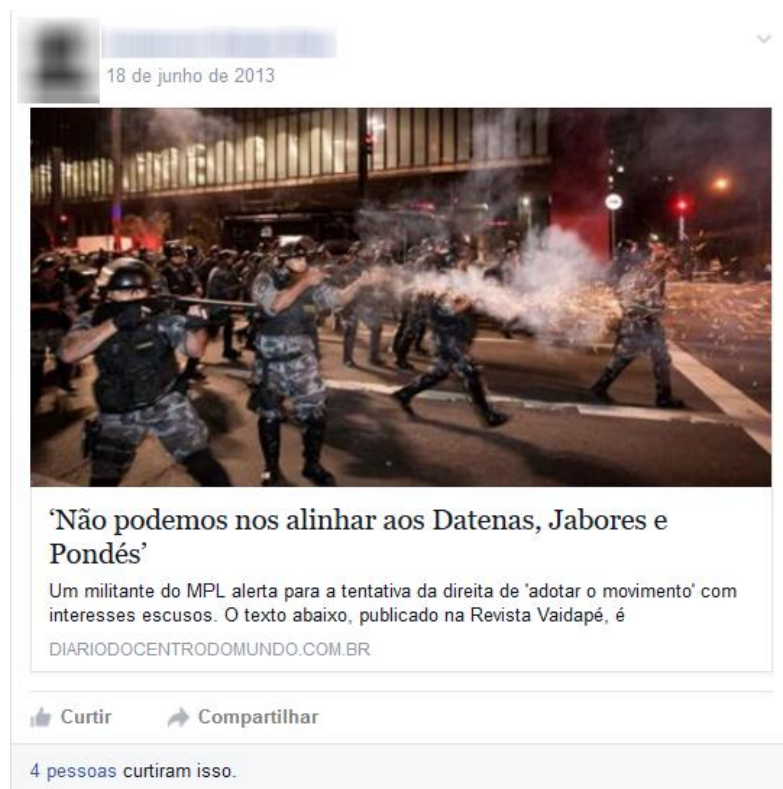 18 de junho de 2013
‘Não podemos nos alinhar aos Datenas, Jabores e
Pondés’
Um militante do MPL alerta para a tentativa da direita de 'adotar o movimento' com
interesses escusos. O texto abaixo, publicado na Revista Vaidapé, é
DIARIODOCENTRODOMUNDO.COM.BR
Curtir Compartilhar
4 pessoas curtiram isso.